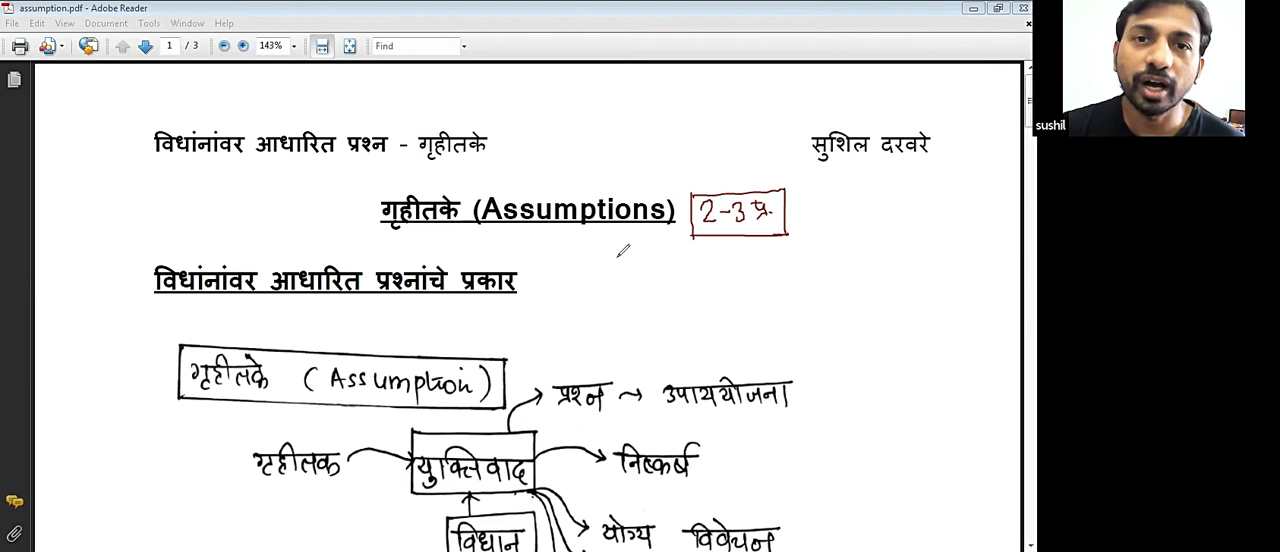 assumption.pdf - Adobe Reader
File Edit View Document Tools Window Help
1 / 3 143% Find
विधांनांवर आधारित प्रश्न - गृहीतके
सुशिल दरवरे
गृहीतके (Assumptions) 2-3 प्र.
विधांनांवर आधारित प्रश्नांचे प्रकार
गृहीतके (Assumption)
प्रश्न → उपाययोजना
गृहीतक युक्तिवाद निष्कर्ष
विधान योग्य विवेचन
sushil